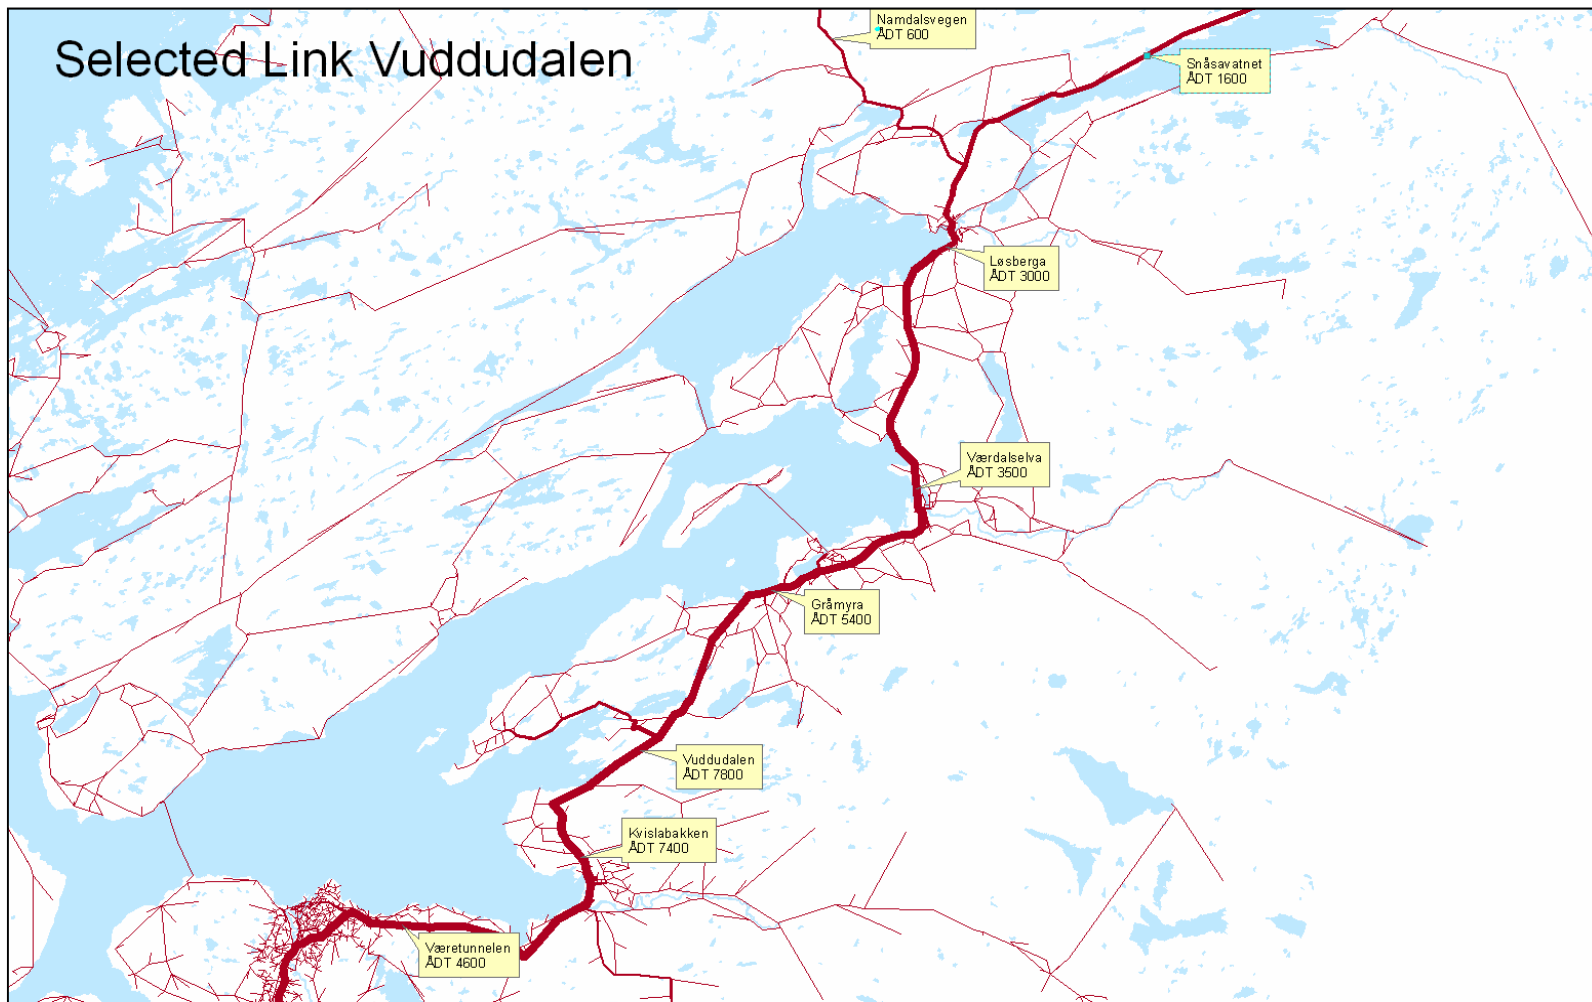 Selected Link Vuddudalen
Namdalsvegen
ÅDT 600
Snåsavatnet
ÅDT 1600
Løsberga
ÅDT 3000
Værdalselva
ÅDT 3500
Gråmyra
ÅDT 5400
Vuddudalen
ÅDT 7800
Kvislabakken
ÅDT 7400
Væretunnelen
ÅDT 4600